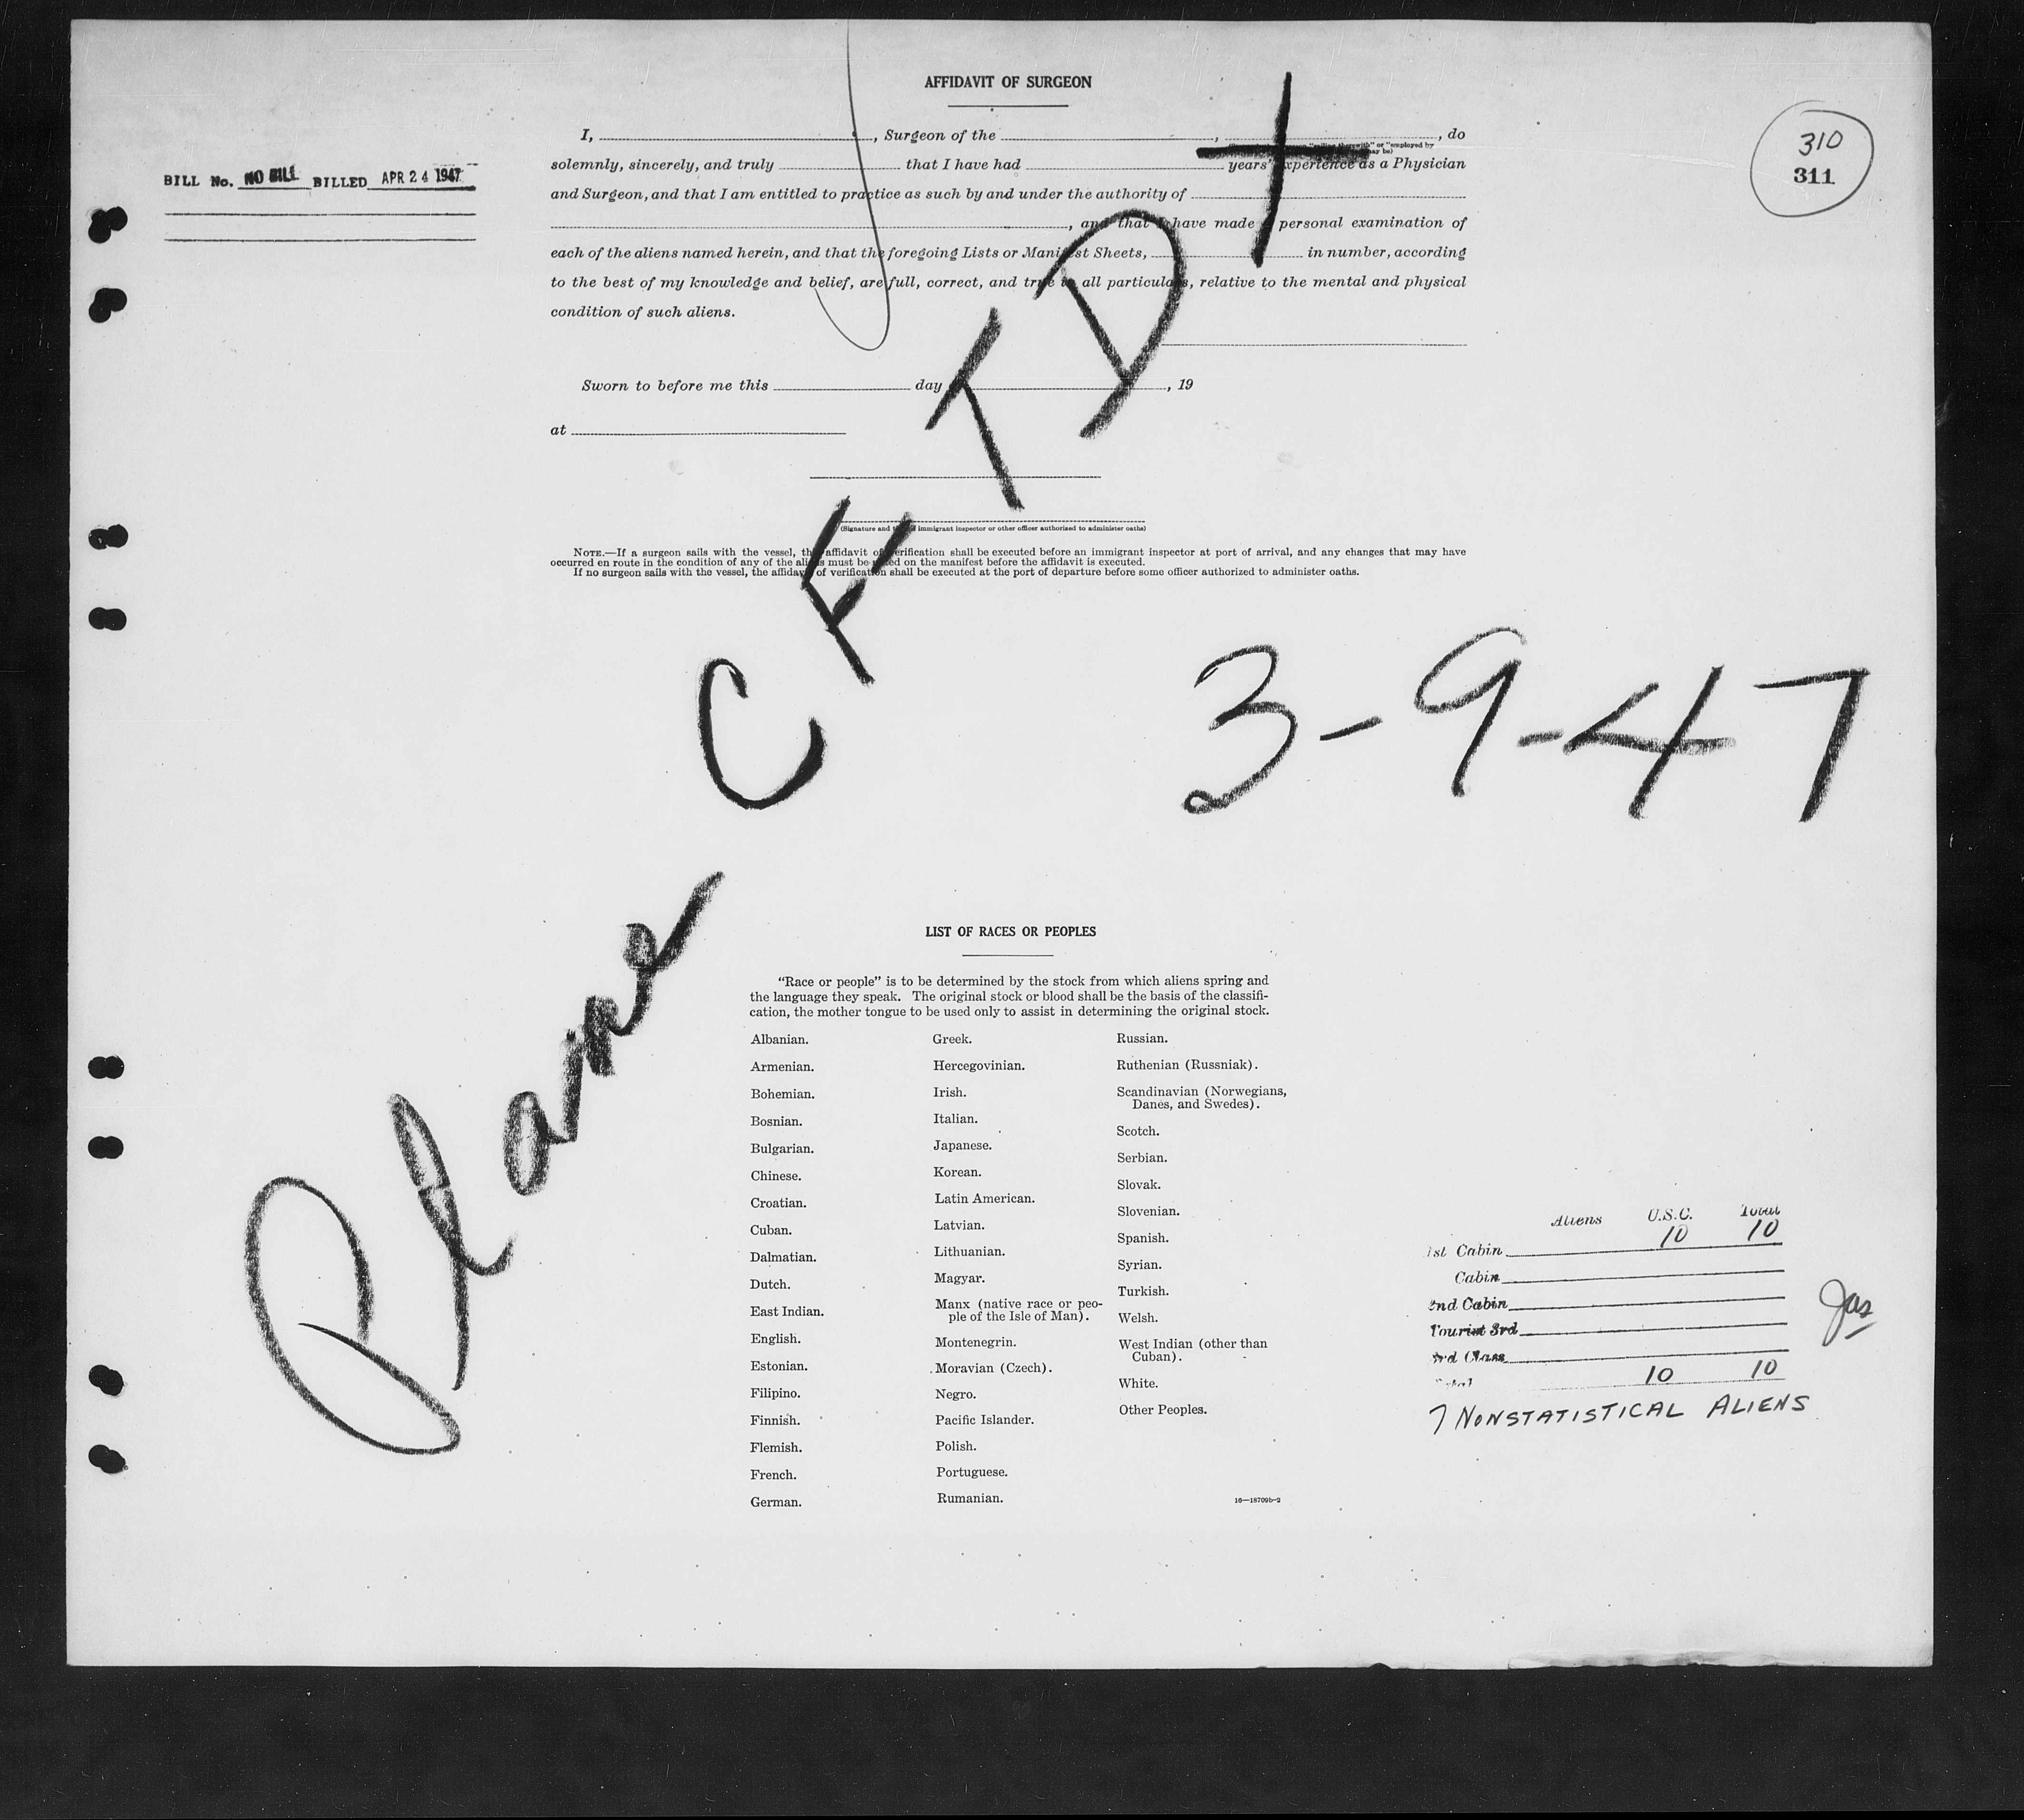 AFFIDAVIT OF SURGEON
310
311
BILL No. NO BILL BILLED APR 24 1947
I, , Surgeon of the , , do
solemnly, sincerely, and truly that I have had years' experience as a Physician
and Surgeon, and that I am entitled to practice as such by and under the authority of
, and that I have made personal examination of
each of the aliens named herein, and that the foregoing Lists or Manifest Sheets, in number, according
to the best of my knowledge and belief, are full, correct, and true in all particulars, relative to the mental and physical
condition of such aliens.
Sworn to before me this day , 19
at
(Signature and immigrant inspector or other officer authorized to administer oaths)
NOTE.—If a surgeon sails with the vessel, the affidavit of verification shall be executed before an immigrant inspector at port of arrival, and any changes that may have
occurred en route in the condition of any of the aliens must be noted on the manifest before the affidavit is executed.
If no surgeon sails with the vessel, the affidavit of verification shall be executed at the port of departure before some officer authorized to administer oaths.
Plane CF TDT
3-9-47
LIST OF RACES OR PEOPLES
"Race or people" is to be determined by the stock from which aliens spring and
the language they speak. The original stock or blood shall be the basis of the classifi-
cation, the mother tongue to be used only to assist in determining the original stock.
Albanian.
Armenian.
Bohemian.
Bosnian.
Bulgarian.
Chinese.
Croatian.
Cuban.
Dalmatian.
Dutch.
East Indian.
English.
Estonian.
Filipino.
Finnish.
Flemish.
French.
German.
Greek.
Hercegovinian.
Irish.
Italian.
Japanese.
Korean.
Latin American.
Latvian.
Lithuanian.
Magyar.
Manx (native race or peo-
ple of the Isle of Man).
Montenegrin.
Moravian (Czech).
Negro.
Pacific Islander.
Polish.
Portuguese.
Rumanian.
Russian.
Ruthenian (Russniak).
Scandinavian (Norwegians,
Danes, and Swedes).
Scotch.
Serbian.
Slovak.
Slovenian.
Spanish.
Syrian.
Turkish.
Welsh.
West Indian (other than
Cuban).
White.
Other Peoples.
16—18709b-2
Aliens U.S.C. Total
1st Cabin 10 10
Cabin
2nd Cabin
Tourist 3rd
3rd Class
Total 10 10
7 NONSTATISTICAL ALIENS